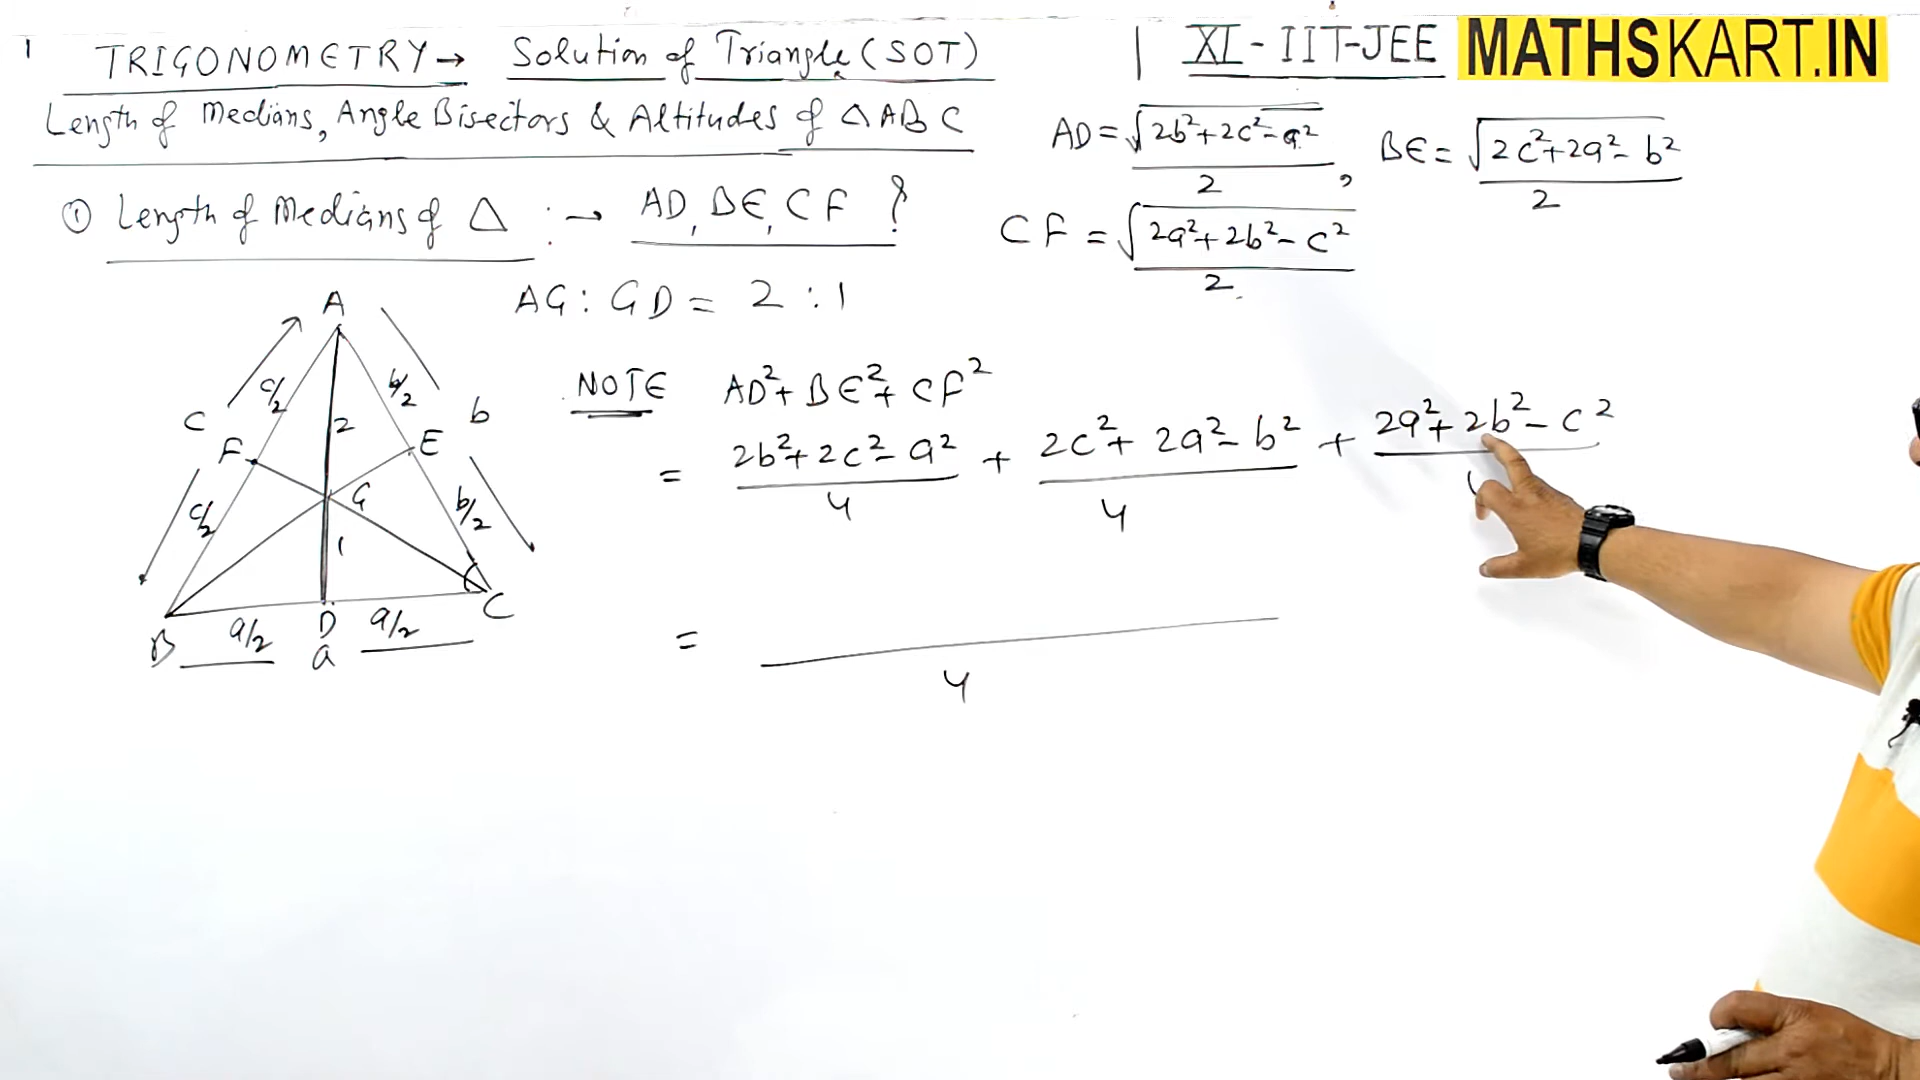 1 TRIGONOMETRY → Solution of Triangle (SOT) | XI - IIT-JEE MATHSKART.IN
Length of Medians, Angle Bisectors & Altitudes of △ABC
AD = √(2b²+2c²-a²)/2 , BE = √(2c²+2a²-b²)/2
① Length of Medians of △ :→ AD, BE, CF ?
CF = √(2a²+2b²-c²)/2
AG : GD = 2 : 1
A
c/2 b/2
c 2 b
F E
G
c/2 b/2
1
B a/2 D a/2 C
a
NOTE AD²+BE²+CF²
= (2b²+2c²-a²)/4 + (2c²+2a²-b²)/4 + 2a²+2b²-c²
= /4